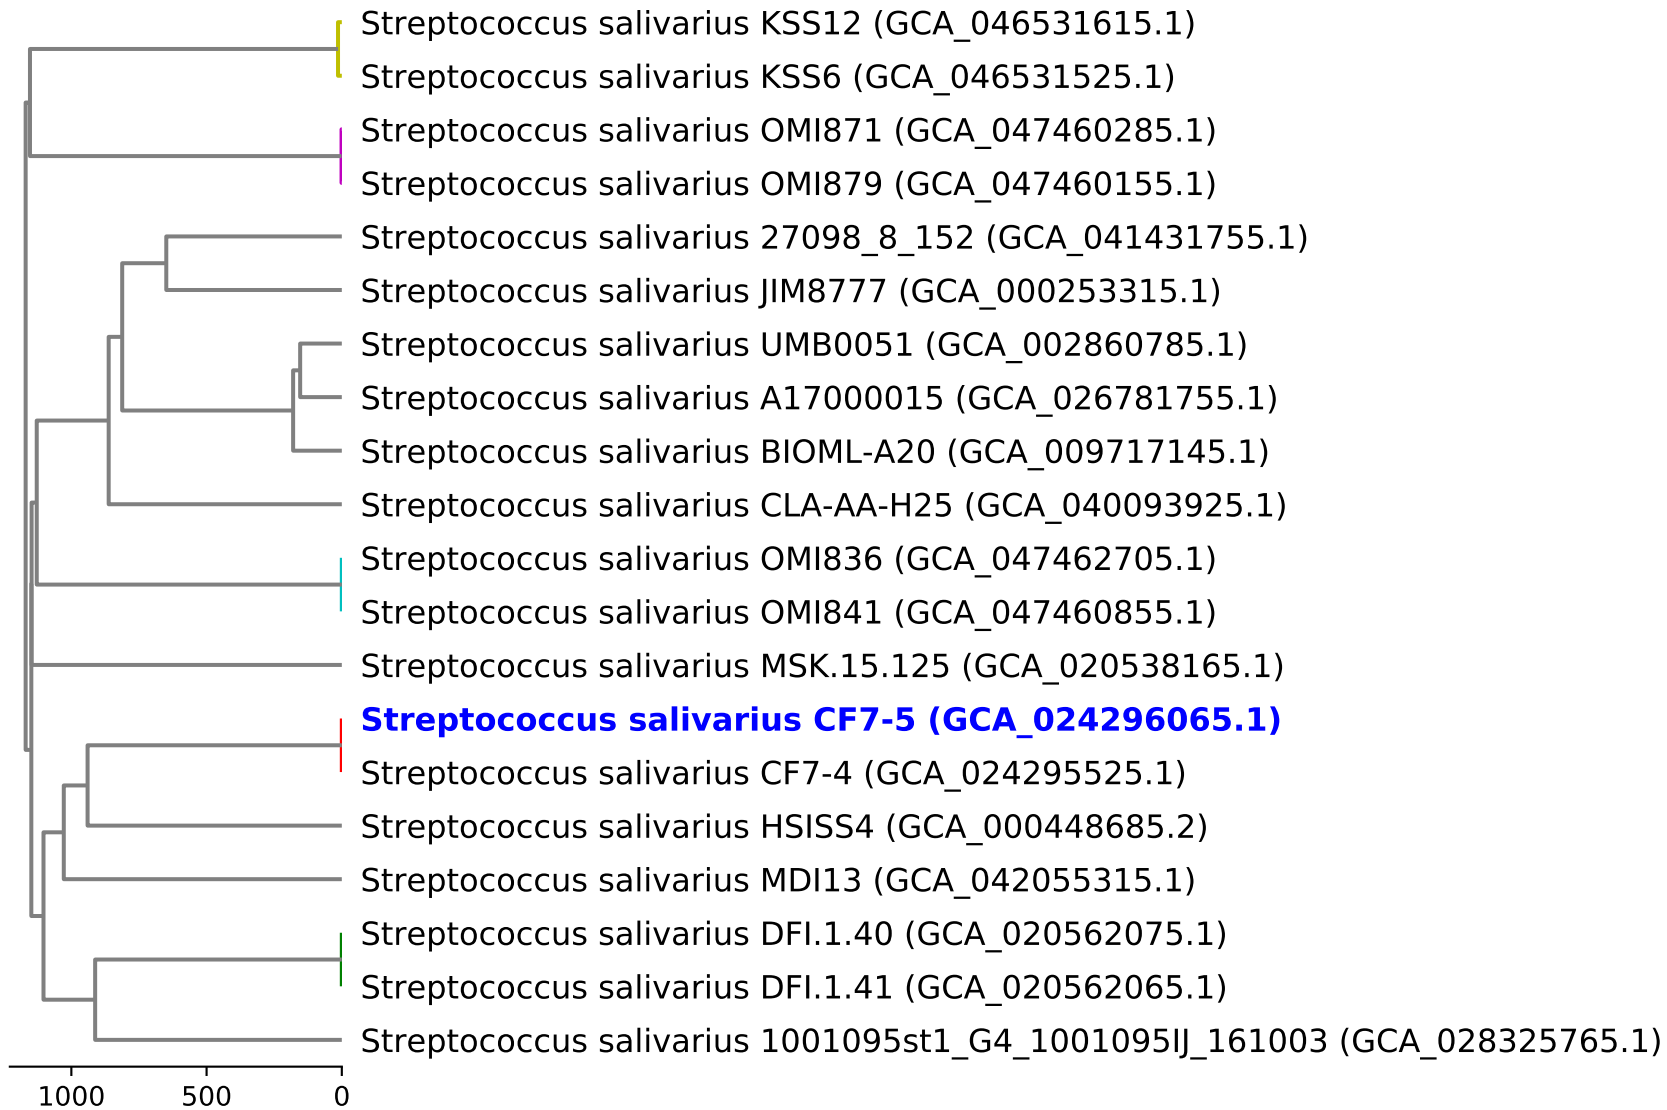 Streptococcus salivarius KSS12 (GCA_046531615.1)
Streptococcus salivarius KSS6 (GCA_046531525.1)
Streptococcus salivarius OMI871 (GCA_047460285.1)
Streptococcus salivarius OMI879 (GCA_047460155.1)
Streptococcus salivarius 27098_8_152 (GCA_041431755.1)
Streptococcus salivarius JIM8777 (GCA_000253315.1)
Streptococcus salivarius UMB0051 (GCA_002860785.1)
Streptococcus salivarius A17000015 (GCA_026781755.1)
Streptococcus salivarius BIOML-A20 (GCA_009717145.1)
Streptococcus salivarius CLA-AA-H25 (GCA_040093925.1)
Streptococcus salivarius OMI836 (GCA_047462705.1)
Streptococcus salivarius OMI841 (GCA_047460855.1)
Streptococcus salivarius MSK.15.125 (GCA_020538165.1)
Streptococcus salivarius CF7-5 (GCA_024296065.1)
Streptococcus salivarius CF7-4 (GCA_024295525.1)
Streptococcus salivarius HSISS4 (GCA_000448685.2)
Streptococcus salivarius MDI13 (GCA_042055315.1)
Streptococcus salivarius DFI.1.40 (GCA_020562075.1)
Streptococcus salivarius DFI.1.41 (GCA_020562065.1)
Streptococcus salivarius 1001095st1_G4_1001095IJ_161003 (GCA_028325765.1)
1000 500 0